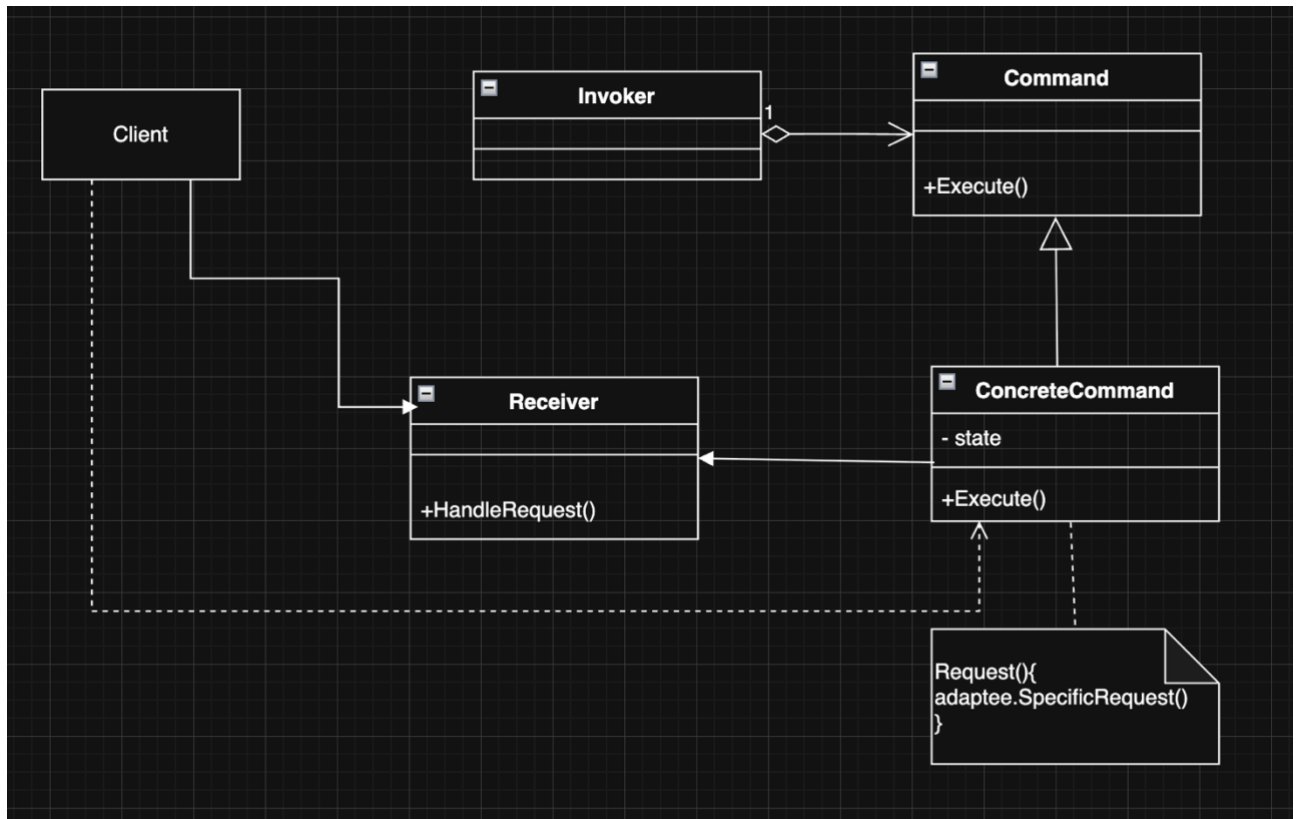 Client
Invoker
1
Command
+Execute()
Receiver
+HandleRequest()
ConcreteCommand
- state
+Execute()
Request(){
adaptee.SpecificRequest()
}